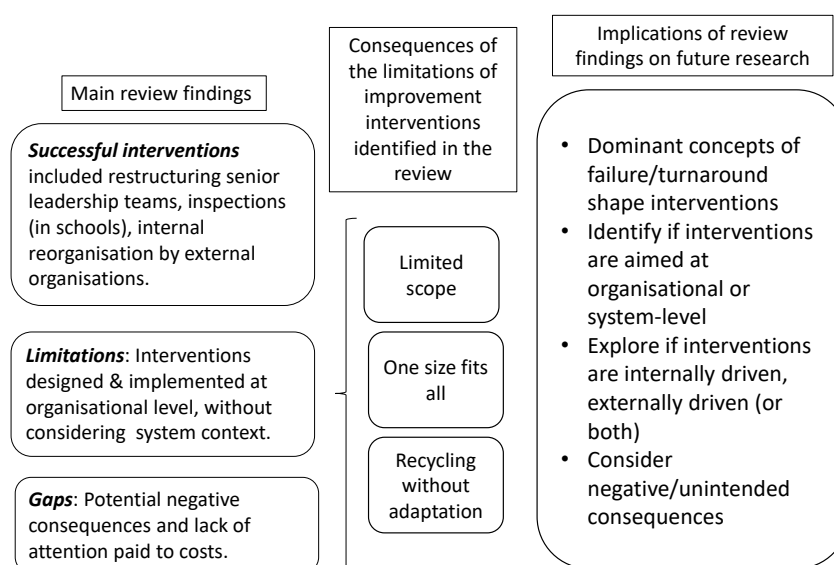 Main review findings
Successful interventions
included restructuring senior
leadership teams, inspections
(in schools), internal
reorganisation by external
organisations.
Limitations: Interventions
designed & implemented at
organisational level, without
considering system context.
Gaps: Potential negative
consequences and lack of
attention paid to costs.
Consequences of
the limitations of
improvement
interventions
identified in the
review
Limited
scope
One size fits
all
Recycling
without
adaptation
Implications of review
findings on future research
• Dominant concepts of
failure/turnaround
shape interventions
• Identify if interventions
are aimed at
organisational or
system-level
• Explore if interventions
are internally driven,
externally driven (or
both)
• Consider
negative/unintended
consequences